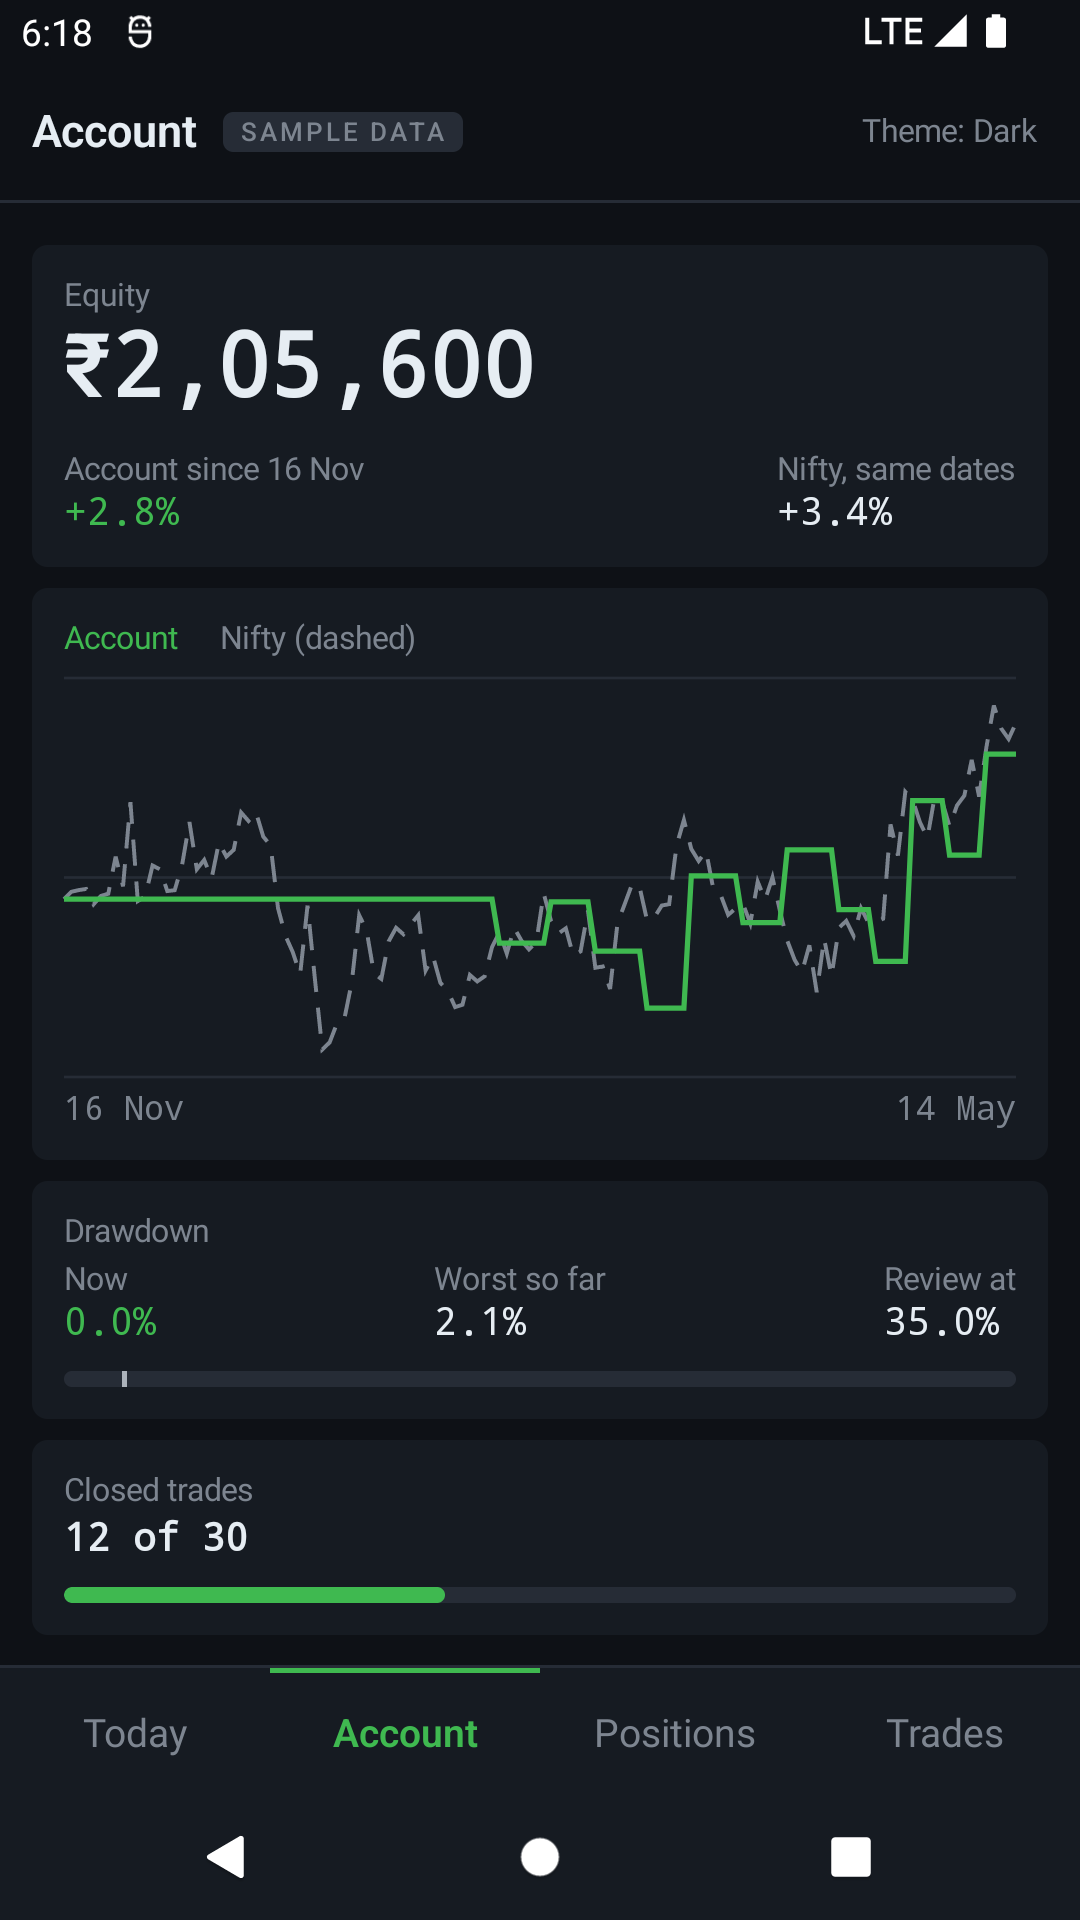 6:18 LTE
Account SAMPLE DATA Theme: Dark
Equity
₹2,05,600
Account since 16 Nov Nifty, same dates
+2.8% +3.4%
Account Nifty (dashed)
16 Nov 14 May
Drawdown
Now Worst so far Review at
0.0% 2.1% 35.0%
Closed trades
12 of 30
Today Account Positions Trades